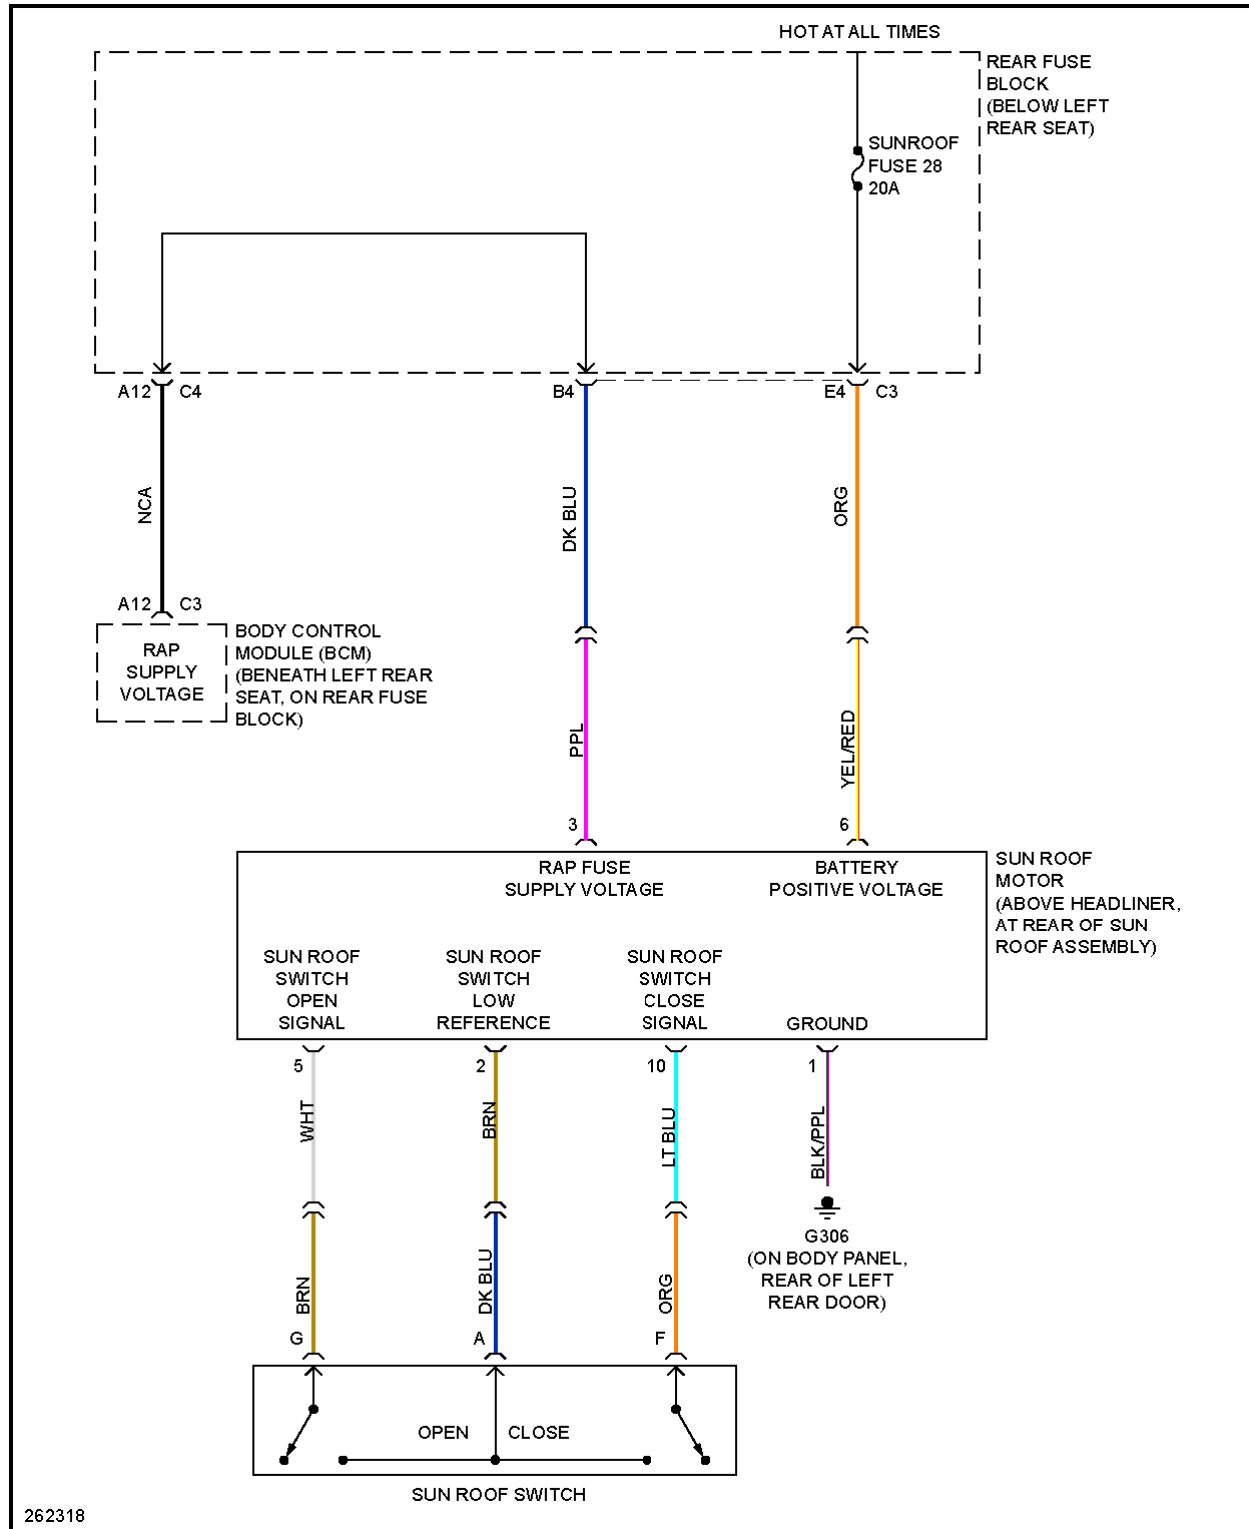 HOT AT ALL TIMES
REAR FUSE
BLOCK
(BELOW LEFT
REAR SEAT)
SUNROOF
FUSE 28
20A
A12
C4
B4
E4
C3
NCA
DK BLU
ORG
A12
C3
RAP
SUPPLY
VOLTAGE
BODY CONTROL
MODULE (BCM)
(BENEATH LEFT REAR
SEAT, ON REAR FUSE
BLOCK)
PPL
YEL/RED
3
6
RAP FUSE
SUPPLY VOLTAGE
BATTERY
POSITIVE VOLTAGE
SUN ROOF
MOTOR
(ABOVE HEADLINER,
AT REAR OF SUN
ROOF ASSEMBLY)
SUN ROOF
SWITCH
OPEN
SIGNAL
SUN ROOF
SWITCH
LOW
REFERENCE
SUN ROOF
SWITCH
CLOSE
SIGNAL
GROUND
5
2
10
1
WHT
BRN
LT BLU
BLK/PPL
G306
(ON BODY PANEL,
REAR OF LEFT
REAR DOOR)
BRN
DK BLU
ORG
G
A
F
OPEN
CLOSE
SUN ROOF SWITCH
262318